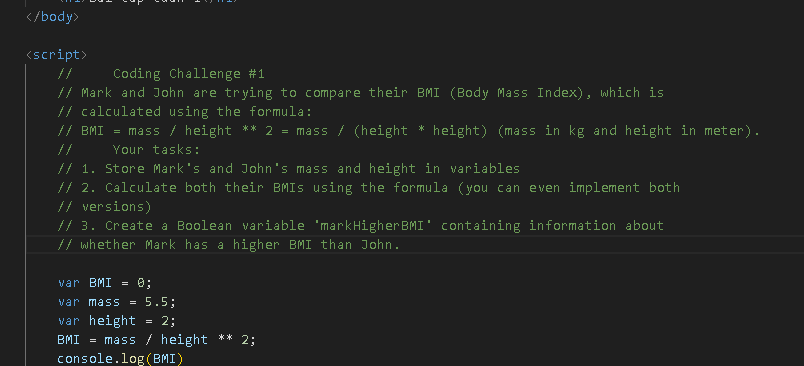 </body>
<script>
// Coding Challenge #1
// Mark and John are trying to compare their BMI (Body Mass Index), which is
// calculated using the formula:
// BMI = mass / height ** 2 = mass / (height * height) (mass in kg and height in meter).
// Your tasks:
// 1. Store Mark's and John's mass and height in variables
// 2. Calculate both their BMIs using the formula (you can even implement both
// versions)
// 3. Create a Boolean variable 'markHigherBMI' containing information about
// whether Mark has a higher BMI than John.
var BMI = 0;
var mass = 5.5;
var height = 2;
BMI = mass / height ** 2;
console.log(BMI)